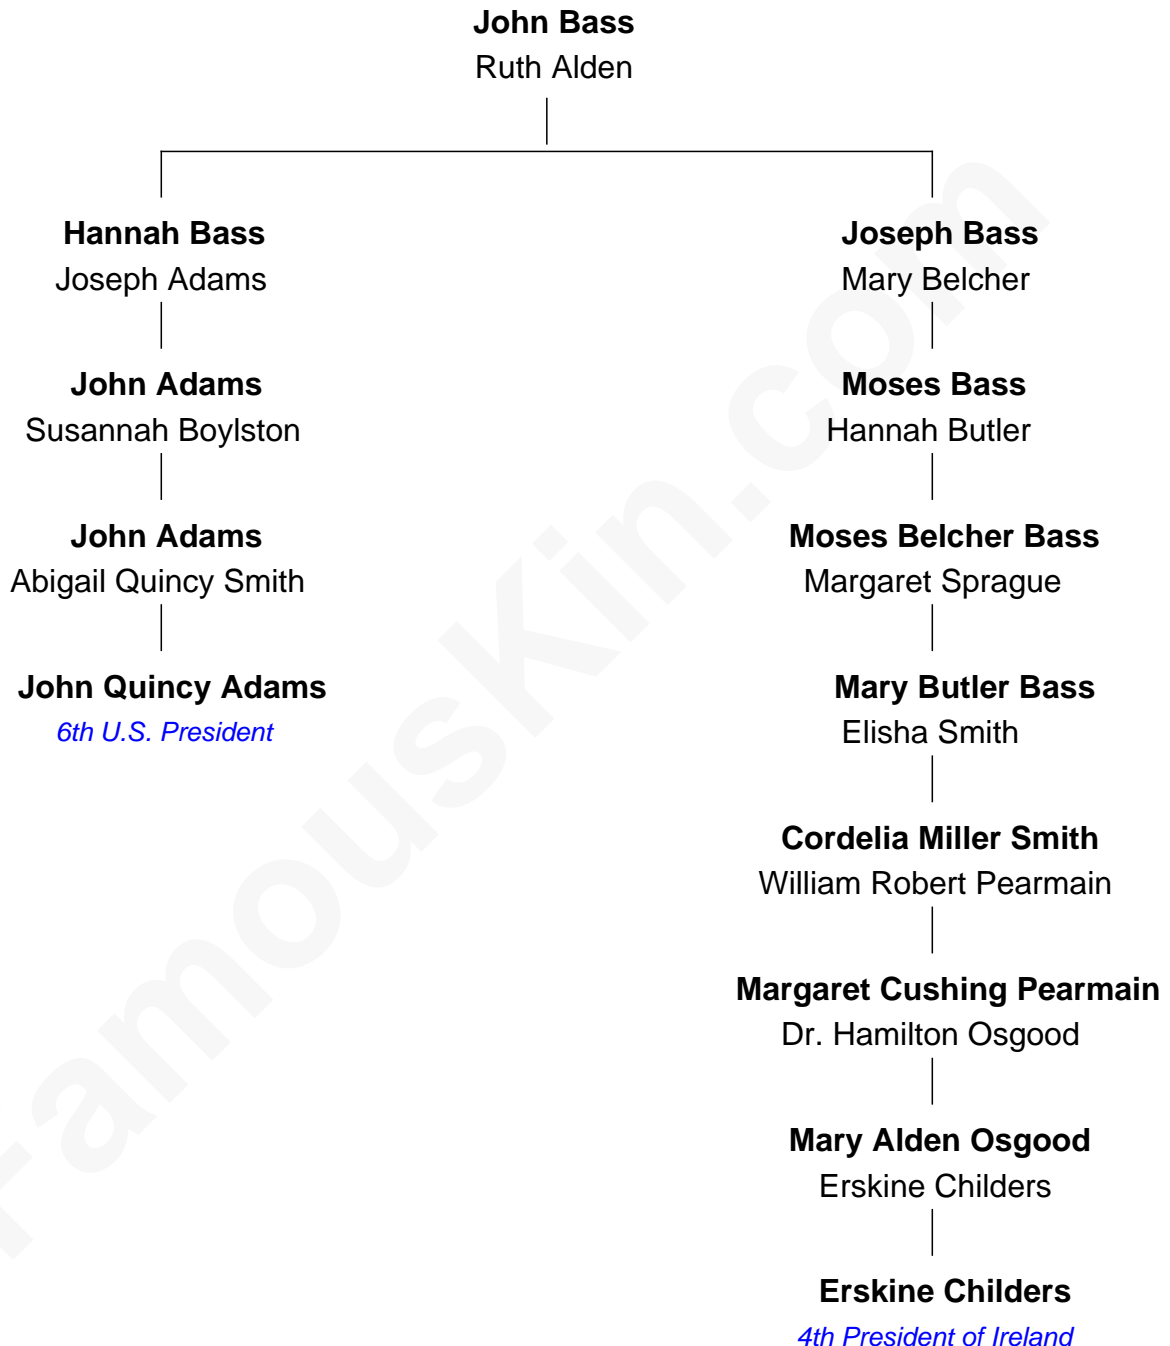 John Bass
Ruth Alden
Hannah Bass
Joseph Adams
John Adams
Susannah Boylston
John Adams
Abigail Quincy Smith
John Quincy Adams
6th U.S. President
Joseph Bass
Mary Belcher
Moses Bass
Hannah Butler
Moses Belcher Bass
Margaret Sprague
Mary Butler Bass
Elisha Smith
Cordelia Miller Smith
William Robert Pearmain
Margaret Cushing Pearmain
Dr. Hamilton Osgood
Mary Alden Osgood
Erskine Childers
Erskine Childers
4th President of Ireland
FamousKin.com